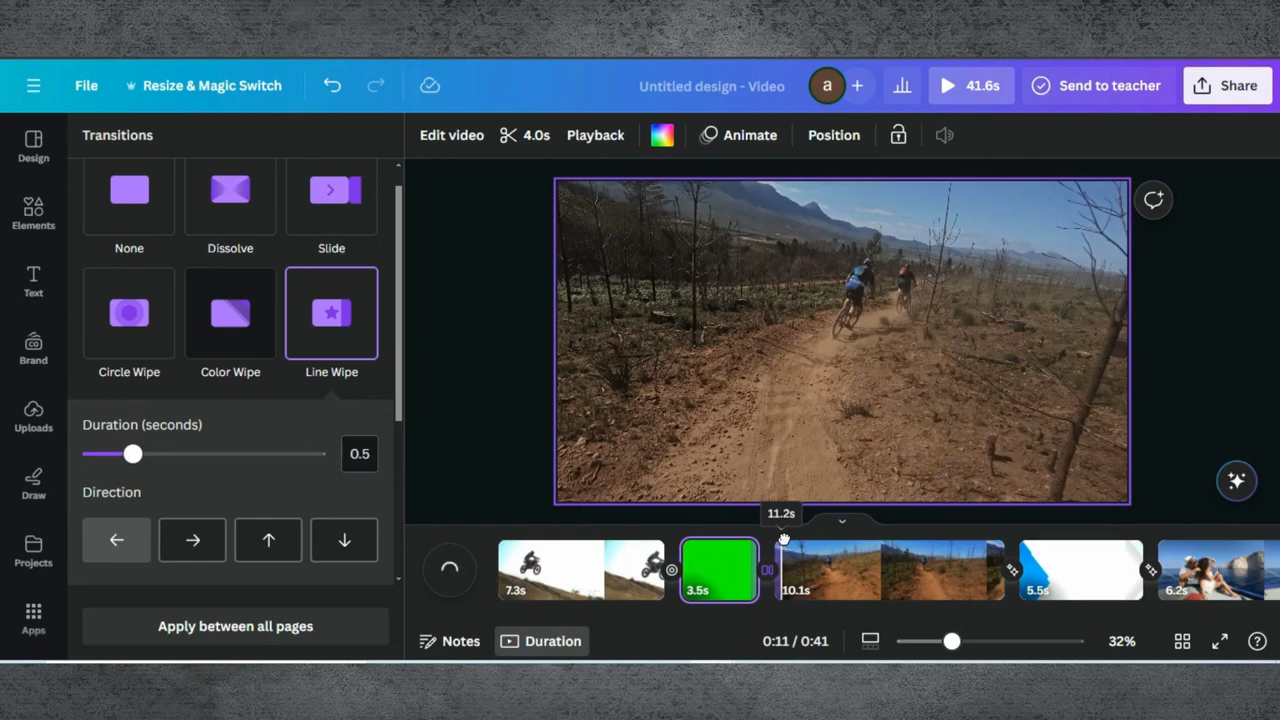 File
Resize & Magic Switch
Untitled design - Video
a
41.6s
Send to teacher
Share
Design
Elements
Text
Brand
CO
Uploads
Draw
Projects
Apps
Transitions
None
Dissolve
Slide
Circle Wipe
Color Wipe
Line Wipe
Duration (seconds)
0.5
Direction
Apply between all pages
Edit video
4.0s
Playback
Animate
Position
11.2s
7.3s
3.5s
10.1s
5.5s
6.2s
Notes
Duration
0:11 / 0:41
32%